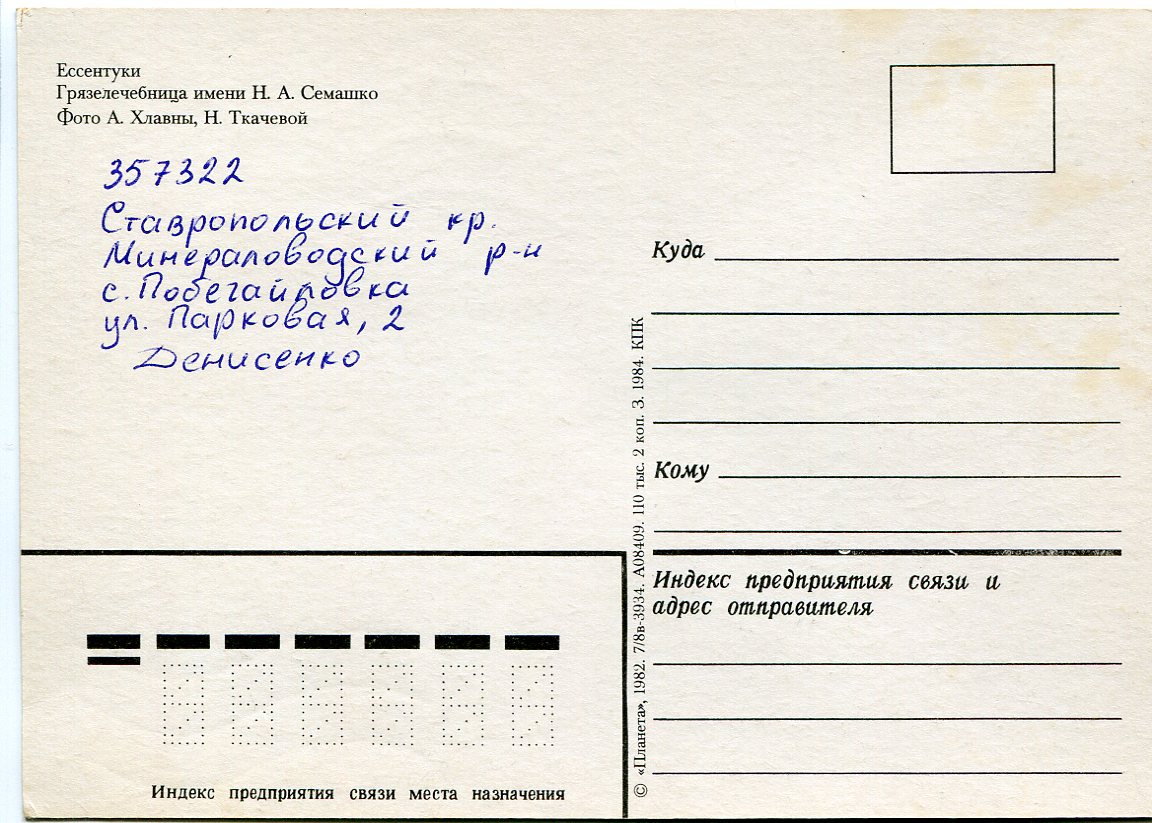 Ессентуки
Грязелечебница имени Н. А. Семашко
Фото А. Хлавны, Н. Ткачевой
357322
Ставропольский кр.
Минераловодский р-н
с. Побегайловка
ул. Парковая, 2
Денисенко
© «Планета», 1982. 7/8в-3934. А08409. 110 тыс. 2 коп. З. 1984. КПК
Куда
Кому
Индекс предприятия связи и
адрес отправителя
Индекс предприятия связи места назначения